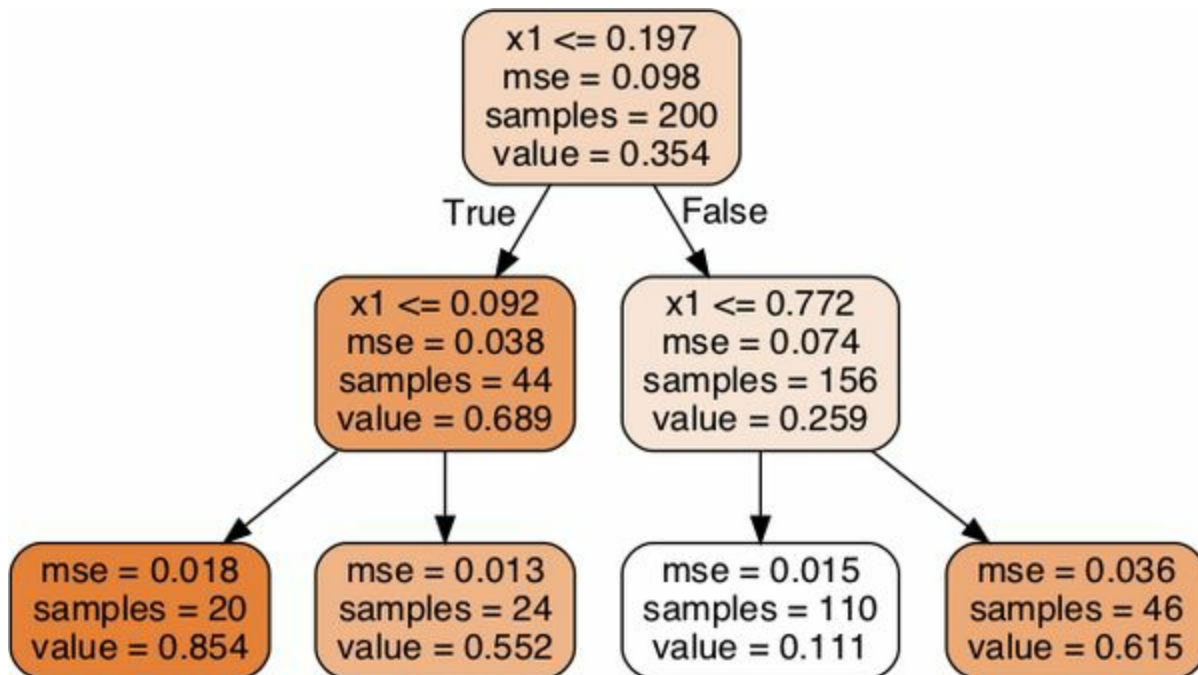 x1 <= 0.197
mse = 0.098
samples = 200
value = 0.354
True
False
x1 <= 0.092
mse = 0.038
samples = 44
value = 0.689
x1 <= 0.772
mse = 0.074
samples = 156
value = 0.259
mse = 0.018
samples = 20
value = 0.854
mse = 0.013
samples = 24
value = 0.552
mse = 0.015
samples = 110
value = 0.111
mse = 0.036
samples = 46
value = 0.615